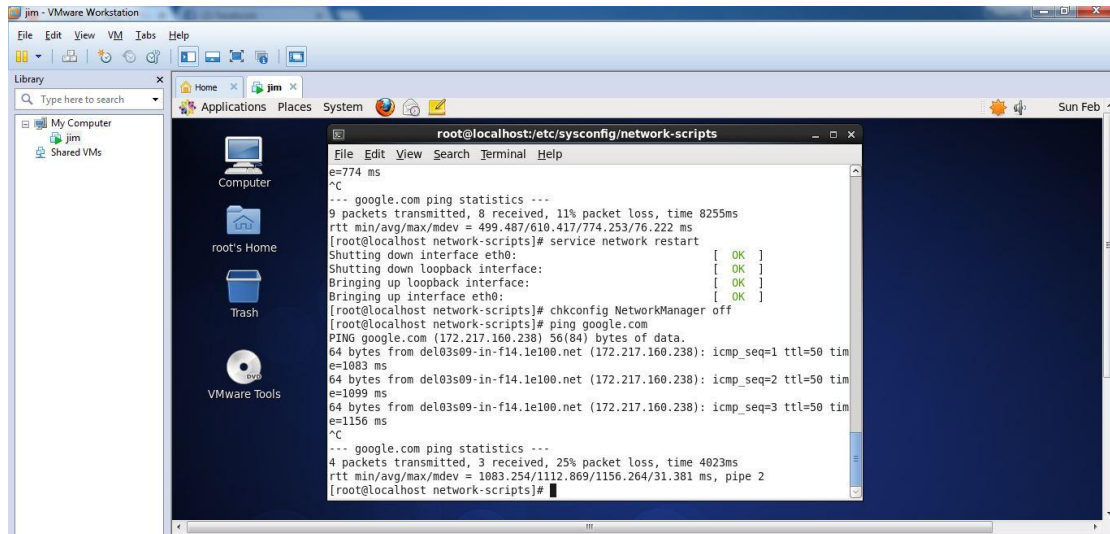 jim - VMware Workstation
File Edit View VM Tabs Help
Library
Type here to search
My Computer
jim
Shared VMs
Home jim
Applications Places System
Sun Feb
Computer
root's Home
Trash
DVD
VMware Tools
root@localhost:/etc/sysconfig/network-scripts
File Edit View Search Terminal Help
e=774 ms
^C
--- google.com ping statistics ---
9 packets transmitted, 8 received, 11% packet loss, time 8255ms
rtt min/avg/max/mdev = 499.487/610.417/774.253/76.222 ms
[root@localhost network-scripts]# service network restart
Shutting down interface eth0: [ OK ]
Shutting down loopback interface: [ OK ]
Bringing up loopback interface: [ OK ]
Bringing up interface eth0: [ OK ]
[root@localhost network-scripts]# chkconfig NetworkManager off
[root@localhost network-scripts]# ping google.com
PING google.com (172.217.160.238) 56(84) bytes of data.
64 bytes from del03s09-in-f14.1e100.net (172.217.160.238): icmp_seq=1 ttl=50 tim
e=1083 ms
64 bytes from del03s09-in-f14.1e100.net (172.217.160.238): icmp_seq=2 ttl=50 tim
e=1099 ms
64 bytes from del03s09-in-f14.1e100.net (172.217.160.238): icmp_seq=3 ttl=50 tim
e=1156 ms
^C
--- google.com ping statistics ---
4 packets transmitted, 3 received, 25% packet loss, time 4023ms
rtt min/avg/max/mdev = 1083.254/1112.869/1156.264/31.381 ms, pipe 2
[root@localhost network-scripts]#